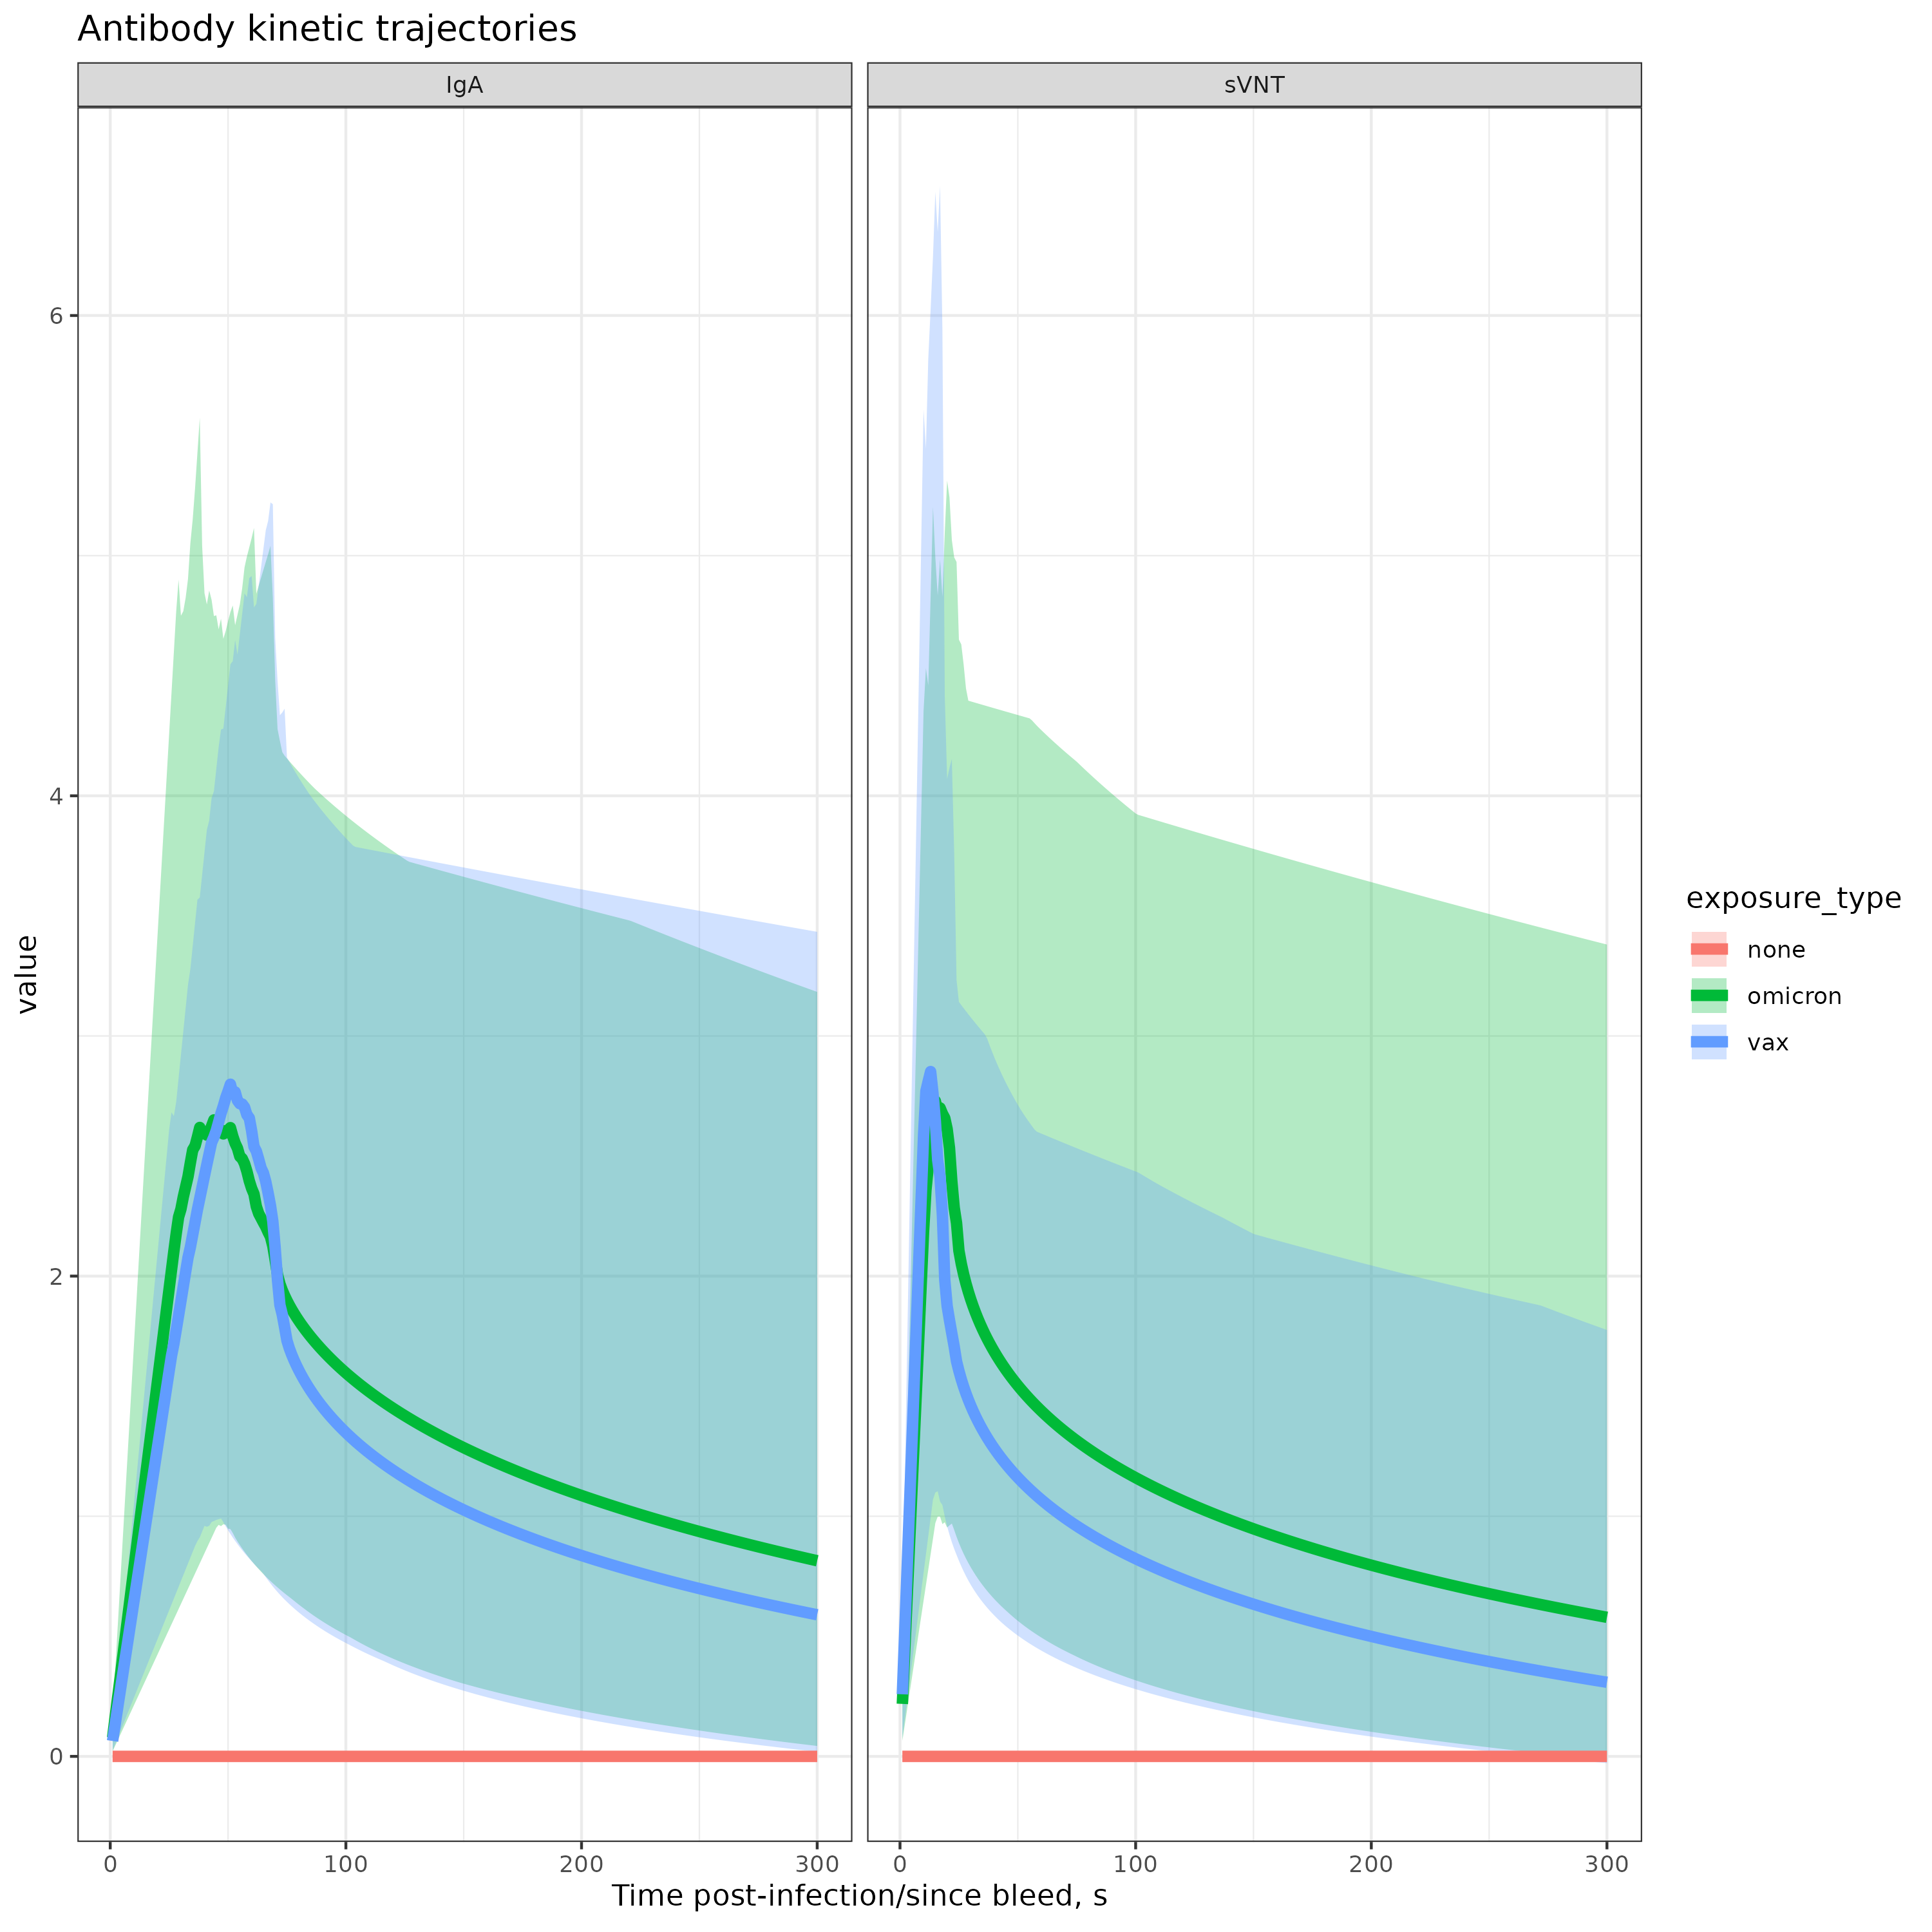 Antibody kinetic trajectories
IgA
sVNT
value
6
4
2
0
0
100
200
300
0
100
200
300
Time post-infection/since bleed, s
exposure_type
none
omicron
vax